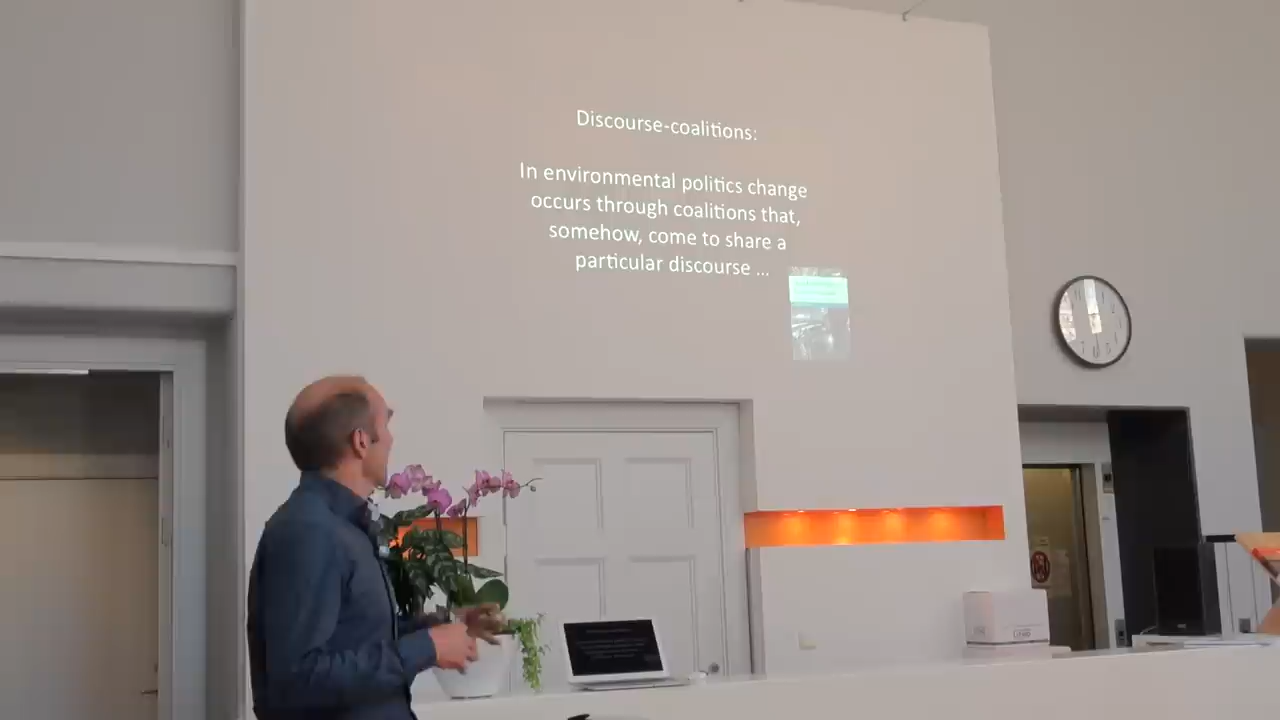 Discourse-coalitions:
In environmental politics change
occurs through coalitions that,
somehow, come to share a
particular discourse ...